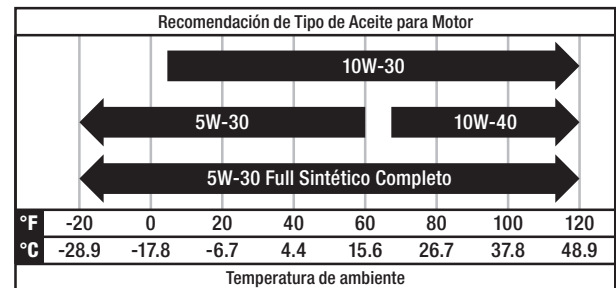 Recomendación de Tipo de Aceite para Motor
10W-30
5W-30 10W-40
5W-30 Full Sintético Completo
°F -20 0 20 40 60 80 100 120
°C -28.9 -17.8 -6.7 4.4 15.6 26.7 37.8 48.9
Temperatura de ambiente